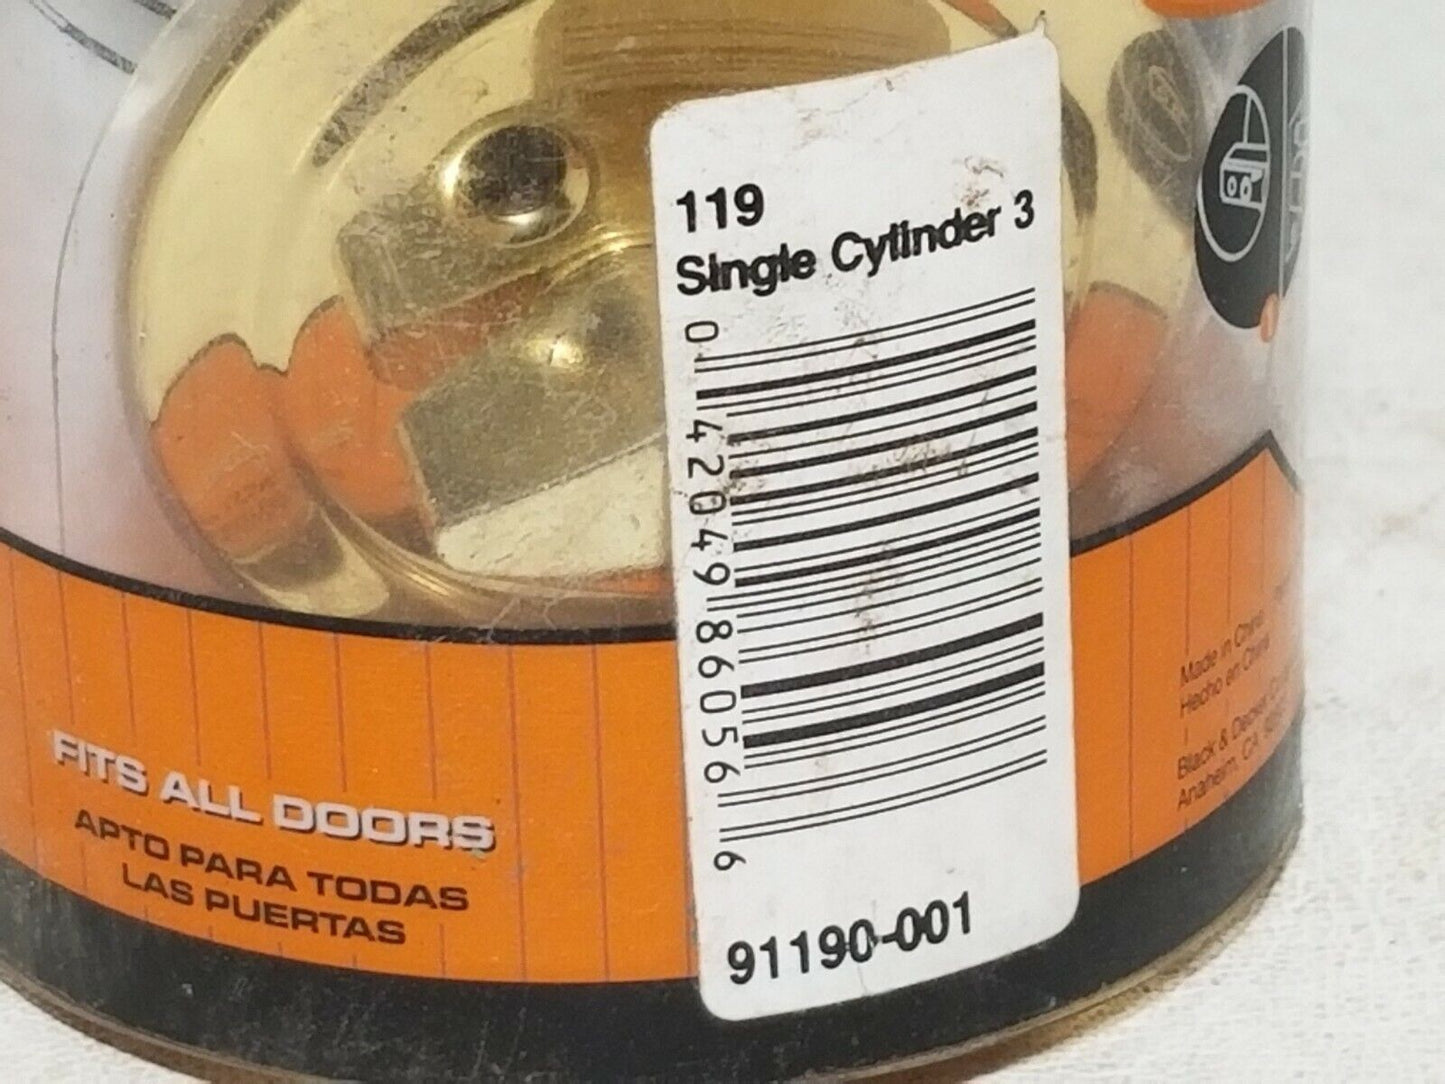 119
Single Cylinder 3
0 42049 86056 6
91190-001
FITS ALL DOORS
APTO PARA TODAS
LAS PUERTAS
Made in China
Hecho en China
Black & Decker
Anaheim, CA